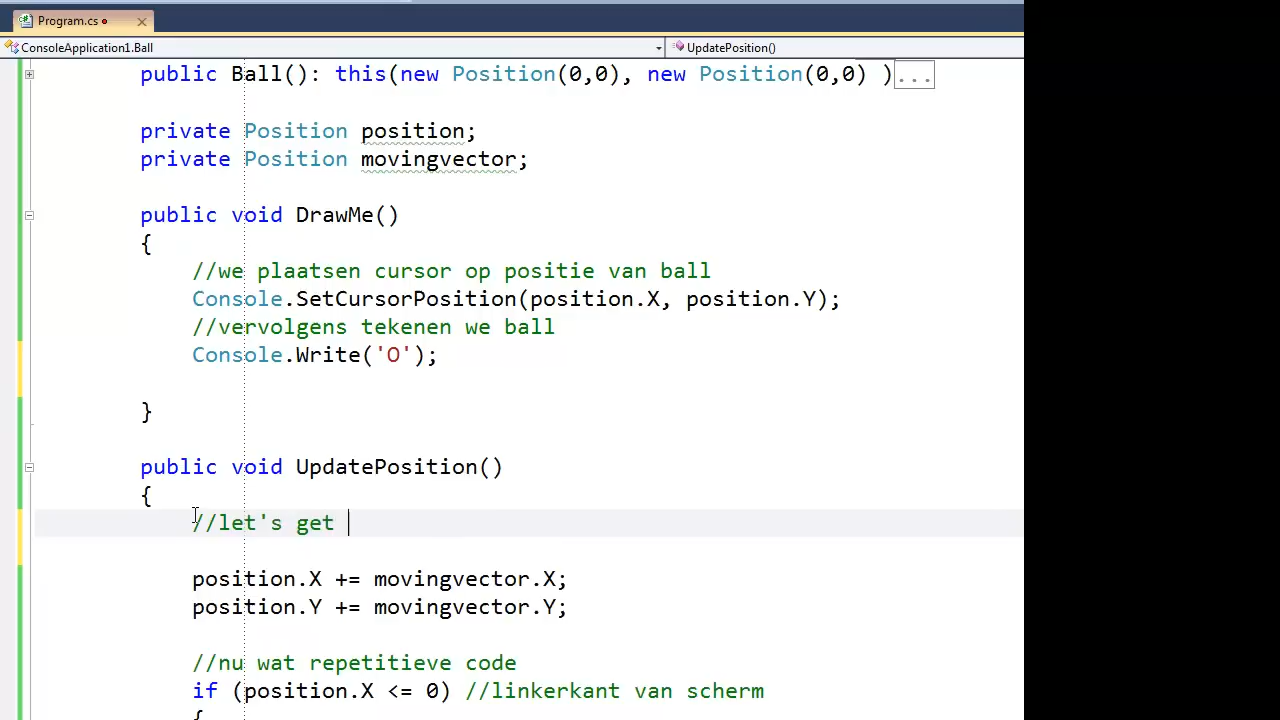 Program.cs
ConsoleApplication1.Ball
UpdatePosition()
public Ball(): this(new Position(0,0), new Position(0,0) )...
private Position position;
private Position movingvector;
public void DrawMe()
{
//we plaatsen cursor op positie van ball
Console.SetCursorPosition(position.X, position.Y);
//vervolgens tekenen we ball
Console.Write('O');
}
public void UpdatePosition()
{
//let's get
position.X += movingvector.X;
position.Y += movingvector.Y;
//nu wat repetitieve code
if (position.X <= 0) //linkerkant van scherm
{